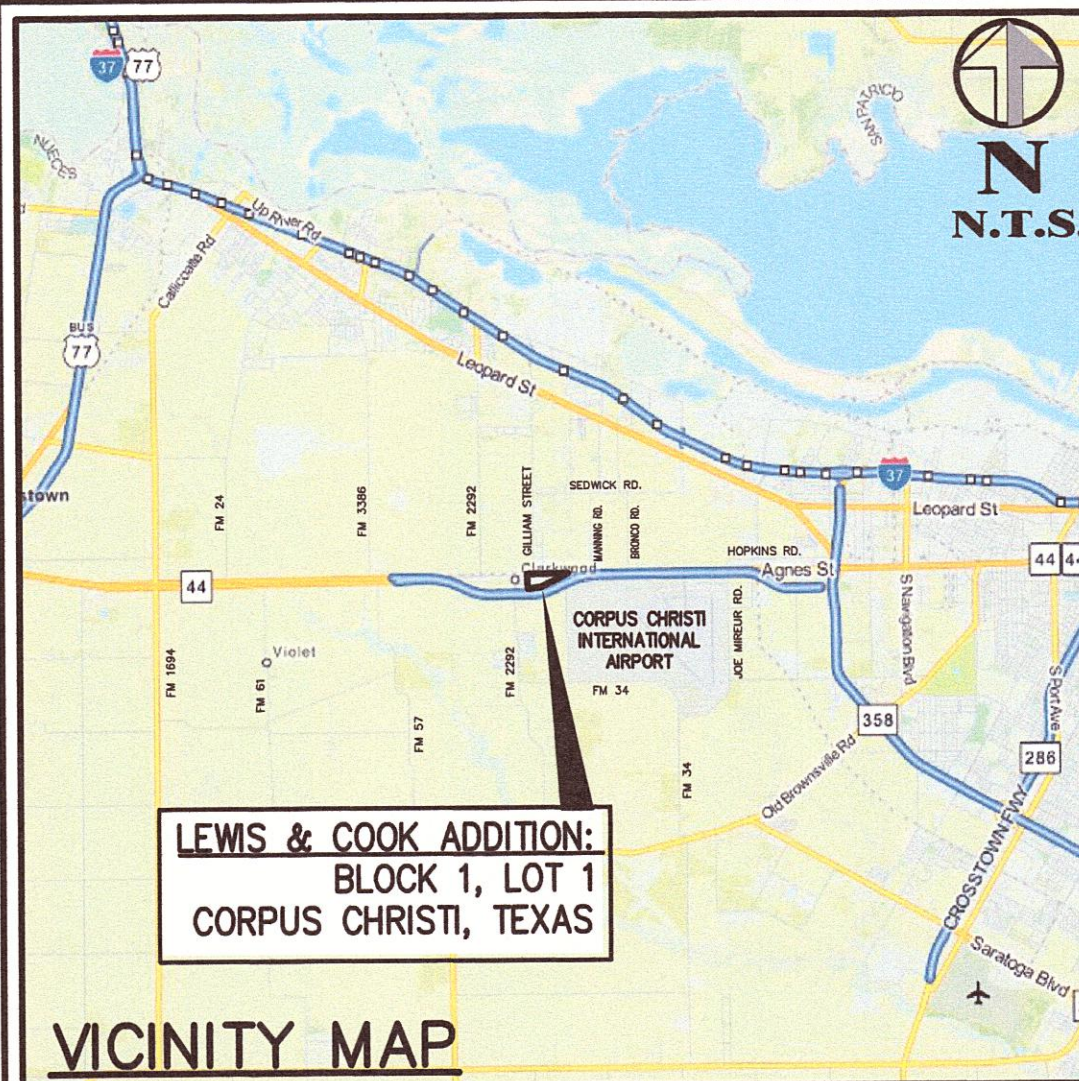 37
77
NUECES
SAN PATRICIO
N
N.T.S.
Up River Rd
Callicoatte Rd
BUS
77
Leopard St
stown
FM 24
FM 3386
FM 2292
GILLIAM STREET
SEDWICK RD.
MANNING RD.
BRONCO RD.
37
Leopard St
HOPKINS RD.
Agnes St
44
44
44
Clarkwood
S Navigation Blvd
CORPUS CHRISTI
INTERNATIONAL
AIRPORT
JOE MIREUR RD.
FM 1694
Violet
FM 61
FM 2292
FM 34
FM 57
S Port Ave
358
286
FM 34
Old Brownsville Rd
CROSSTOWN FWY
LEWIS & COOK ADDITION:
BLOCK 1, LOT 1
CORPUS CHRISTI, TEXAS
Saratoga Blvd
VICINITY MAP